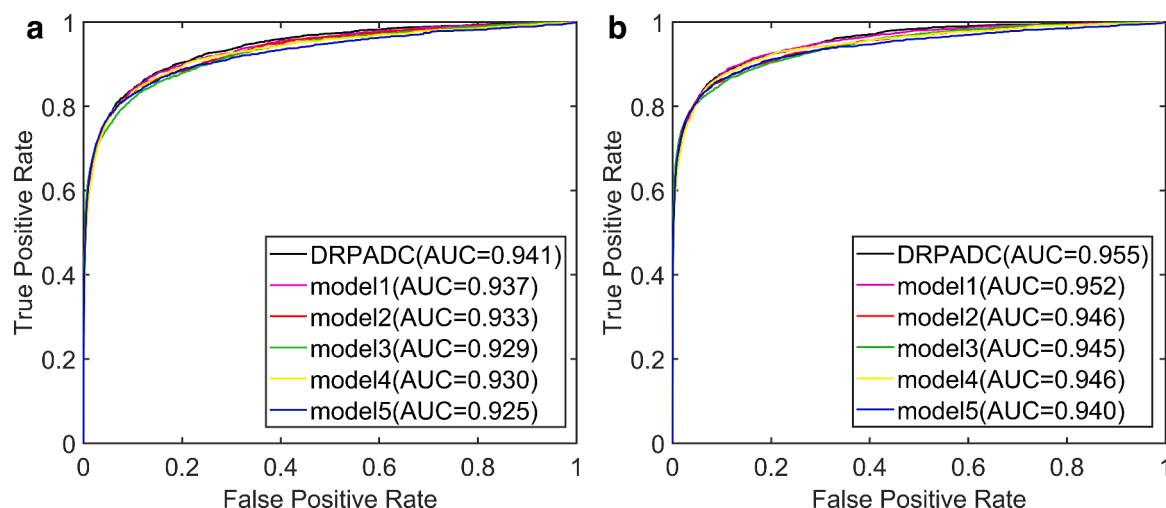 a
1
0.8
0.6
0.4
0.2
0
True Positive Rate
DRPADC(AUC=0.941)
model1(AUC=0.937)
model2(AUC=0.933)
model3(AUC=0.929)
model4(AUC=0.930)
model5(AUC=0.925)
0
0.2
0.4
0.6
0.8
1
False Positive Rate
b
1
0.8
0.6
0.4
0.2
0
True Positive Rate
DRPADC(AUC=0.955)
model1(AUC=0.952)
model2(AUC=0.946)
model3(AUC=0.945)
model4(AUC=0.946)
model5(AUC=0.940)
0
0.2
0.4
0.6
0.8
1
False Positive Rate